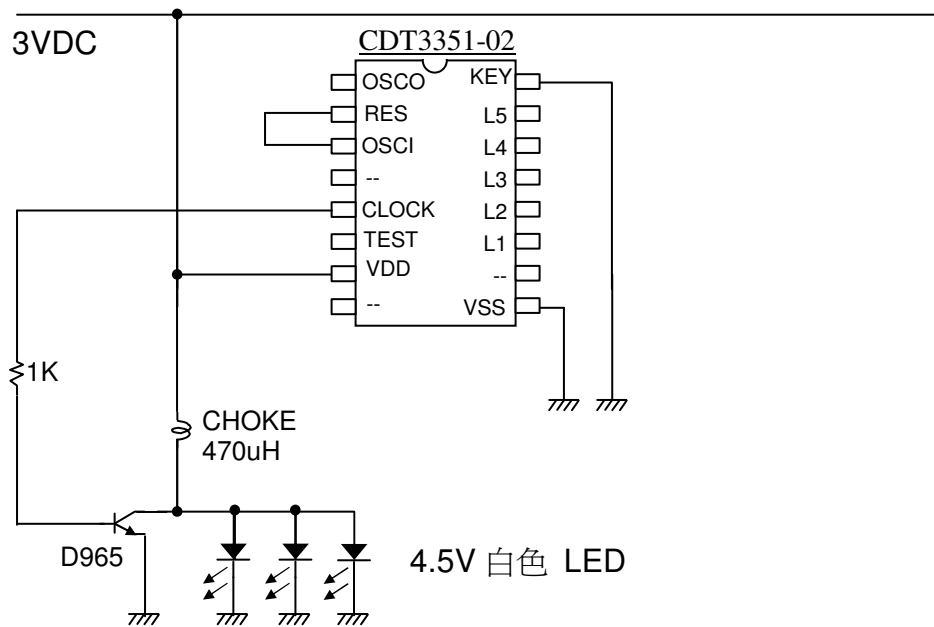 3VDC
CDT3351-02
OSCO KEY
RES L5
OSCI L4
-- L3
CLOCK L2
TEST L1
VDD --
-- VSS
1K
CHOKE
470uH
D965
4.5V 白色 LED